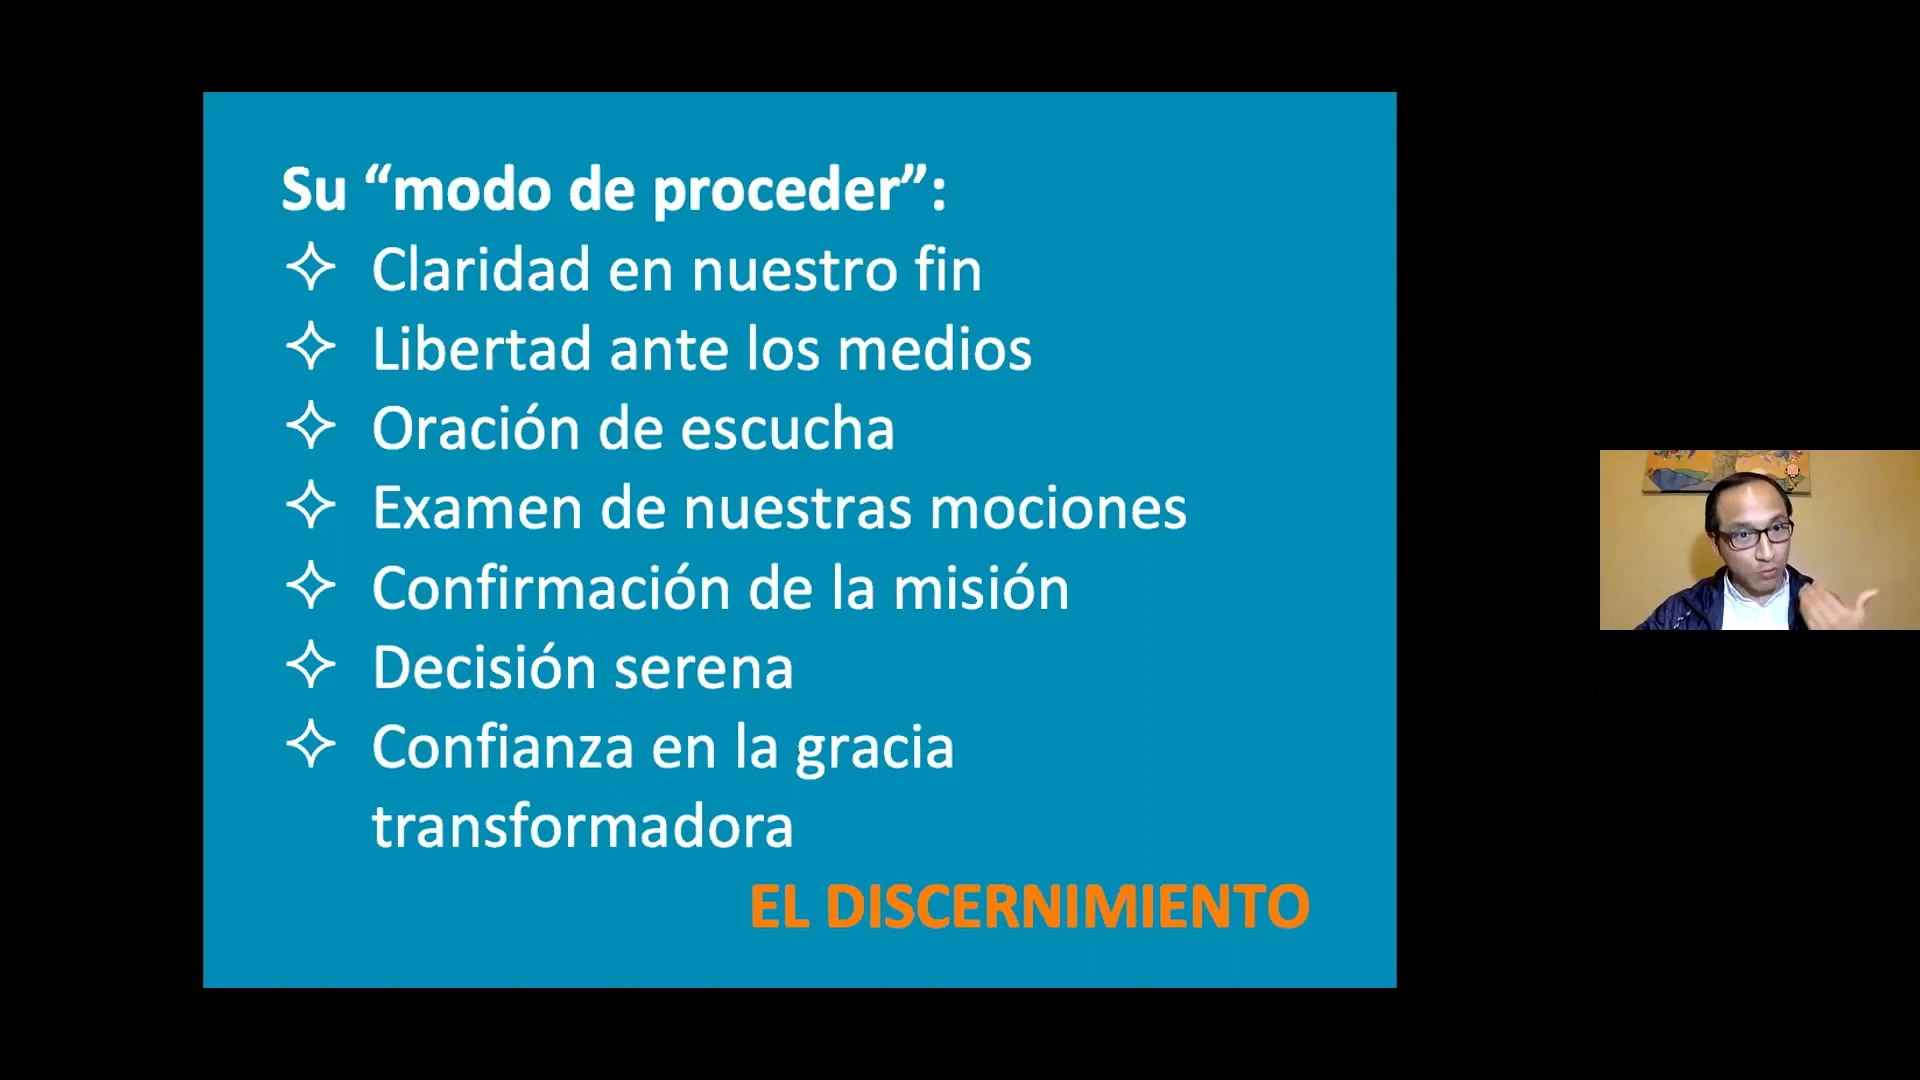 Su “modo de proceder”:
✧ Claridad en nuestro fin
✧ Libertad ante los medios
✧ Oración de escucha
✧ Examen de nuestras mociones
✧ Confirmación de la misión
✧ Decisión serena
✧ Confianza en la gracia
transformadora
EL DISCERNIMIENTO